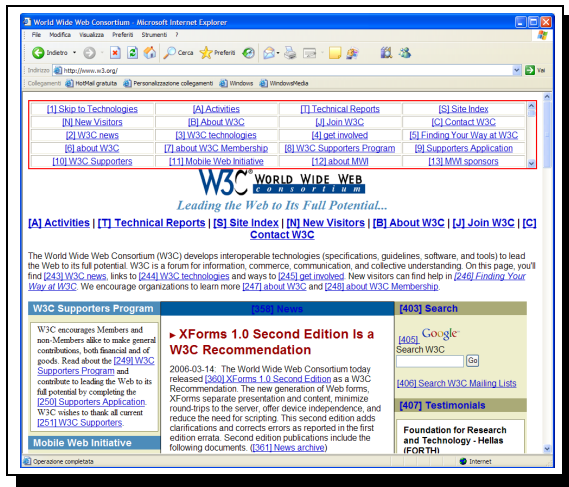 World Wide Web Consortium - Microsoft Internet Explorer
File Modifica Visualizza Preferiti Strumenti ?
Indietro Cerca Preferiti
Indirizzo http://www.w3.org/ Vai
Collegamenti HotMail gratuita Personalizzazione collegamenti Windows WindowsMedia
[1] Skip to Technologies [A] Activities [T] Technical Reports [S] Site Index
[N] New Visitors [B] About W3C [J] Join W3C [C] Contact W3C
[2] W3C news [3] W3C technologies [4] get involved [5] Finding Your Way at W3C
[6] about W3C [7] about W3C Membership [8] W3C Supporters Program [9] Supporters Application
[10] W3C Supporters [11] Mobile Web Initiative [12] about MWI [13] MWI sponsors
W3C® WORLD WIDE WEB
consortium
Leading the Web to Its Full Potential...
[A] Activities | [T] Technical Reports | [S] Site Index | [N] New Visitors | [B] About W3C | [J] Join W3C | [C]
Contact W3C
The World Wide Web Consortium (W3C) develops interoperable technologies (specifications, guidelines, software, and tools) to lead
the Web to its full potential. W3C is a forum for information, commerce, communication, and collective understanding. On this page, you'll
find [243] W3C news, links to [244] W3C technologies and ways to [245] get involved. New visitors can find help in [246] Finding Your
Way at W3C. We encourage organizations to learn more [247] about W3C and [248] about W3C Membership.
W3C Supporters Program
W3C encourages Members and
non-Members alike to make general
contributions, both financial and of
goods. Read about the [249] W3C
Supporters Program and
contribute to leading the Web to its
full potential by completing the
[250] Supporters Application.
W3C wishes to thank all current
[251] W3C Supporters.
Mobile Web Initiative
[358] News
▸ XForms 1.0 Second Edition Is a
W3C Recommendation
2006-03-14: The World Wide Web Consortium today
released [360] XForms 1.0 Second Edition as a W3C
Recommendation. The new generation of Web forms,
XForms separate presentation and content, minimize
round-trips to the server, offer device independence, and
reduce the need for scripting. This second edition adds
clarifications and corrects errors as reported in the first
edition errata. Second edition publications include the
following documents. ([361] News archive)
[403] Search
[405] Google™
Search W3C
Go
[406] Search W3C Mailing Lists
[407] Testimonials
Foundation for Research
and Technology - Hellas
(FORTH)
Operazione completata Internet